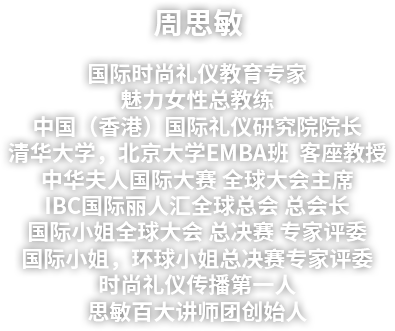 周思敏
国际时尚礼仪教育专家
魅力女性总教练
中国（香港）国际礼仪研究院院长
清华大学，北京大学EMBA班 客座教授
中华夫人国际大赛 全球大会主席
IBC国际丽人汇全球总会 总会长
国际小姐全球大会 总决赛 专家评委
国际小姐，环球小姐总决赛专家评委
时尚礼仪传播第一人
思敏百大讲师团创始人